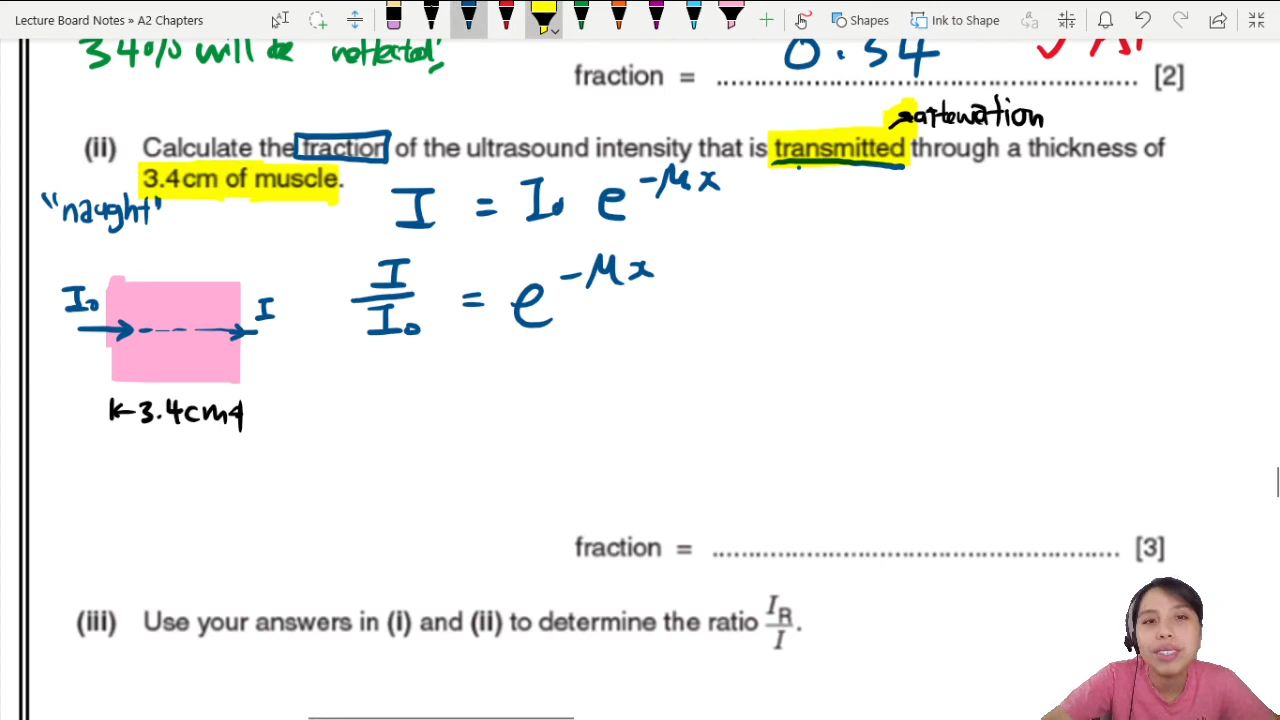 Lecture Board Notes » A2 Chapters
Shapes
Ink to Shape
34% will be reflected!
0.34
fraction = ........................................................ [2]
attenuation
(ii) Calculate the fraction of the ultrasound intensity that is transmitted through a thickness of
3.4cm of muscle.
"naught"
I = I₀ e^-μx
I/I₀ = e^-μx
I₀
I
3.4cm
fraction = ........................................................ [3]
(iii) Use your answers in (i) and (ii) to determine the ratio I_R/I.